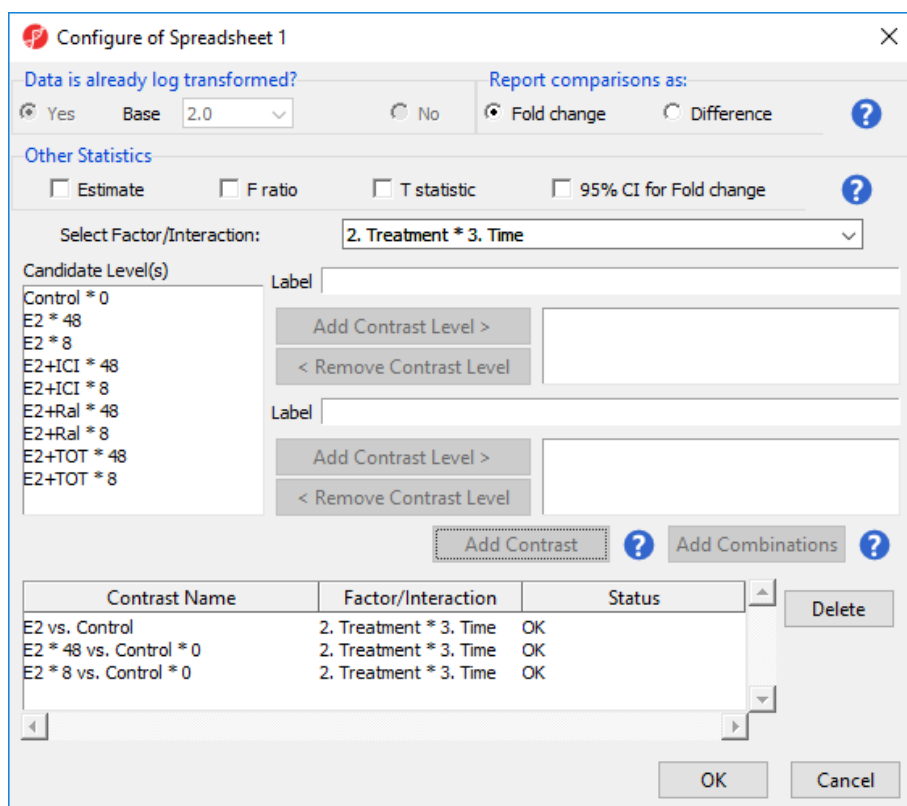 Configure of Spreadsheet 1
Data is already log transformed? Report comparisons as:
Yes Base 2.0 No Fold change Difference ?
Other Statistics
Estimate F ratio T statistic 95% CI for Fold change ?
Select Factor/Interaction: 2. Treatment * 3. Time
Candidate Level(s)
Control * 0
E2 * 48
E2 * 8
E2+ICI * 48
E2+ICI * 8
E2+Ral * 48
E2+Ral * 8
E2+TOT * 48
E2+TOT * 8
Label
Add Contrast Level >
< Remove Contrast Level
Label
Add Contrast Level >
< Remove Contrast Level
Add Contrast ? Add Combinations ?
Contrast Name Factor/Interaction Status
E2 vs. Control 2. Treatment * 3. Time OK
E2 * 48 vs. Control * 0 2. Treatment * 3. Time OK
E2 * 8 vs. Control * 0 2. Treatment * 3. Time OK
Delete
OK Cancel